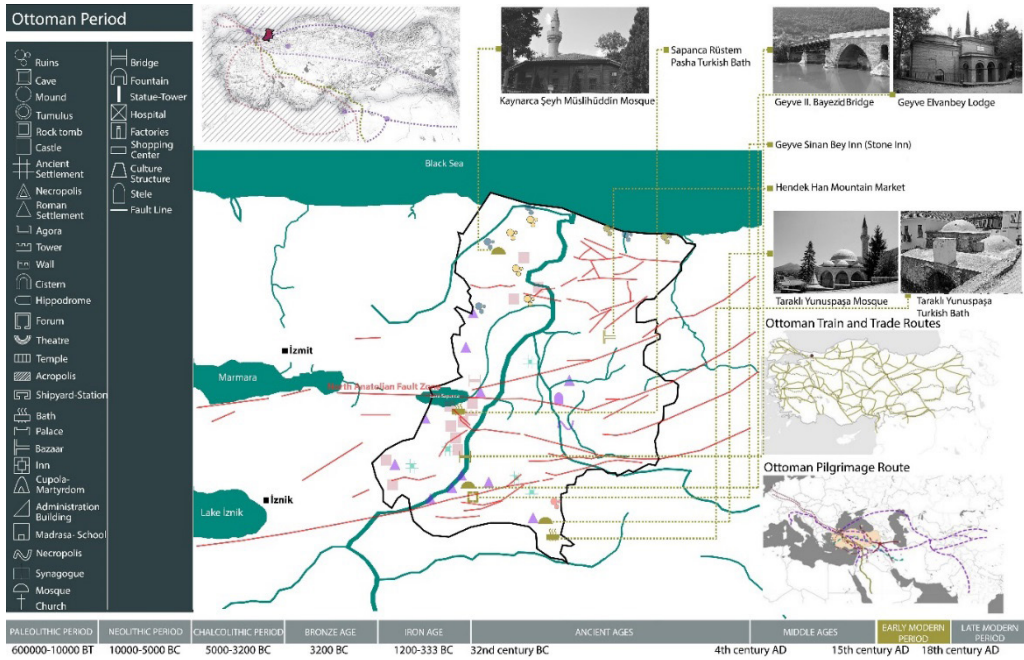 Ottoman Period
Ruins
Cave
Mound
Tumulus
Rock tomb
Castle
Ancient
Settlement
Necropolis
Roman
Settlement
Agora
Tower
Wall
Cistern
Hippodrome
Forum
Theatre
Temple
Acropolis
Shipyard-Station
Bath
Palace
Bazaar
Inn
Cupola-
Martyrdom
Administration
Building
Madrasa- School
Necropolis
Synagogue
Mosque
Church
Bridge
Fountain
Statue-Tower
Hospital
Factories
Shopping
Center
Culture
Structure
Stele
Fault Line
Kaynarca Şeyh Müslihüddin Mosque
Sapanca Rüstem
Pasha Turkish Bath
Geyve II. Bayezid Bridge
Geyve Elvanbey Lodge
Geyve Sinan Bey Inn (Stone Inn)
Hendek Han Mountain Market
Taraklı Yunuspaşa Mosque
Taraklı Yunuspaşa
Turkish Bath
Black Sea
İzmit
Marmara
North Anatolian Fault Zone
İznik
Lake İznik
Ottoman Train and Trade Routes
Ottoman Pilgrimage Route
PALEOLITHIC PERIOD
NEOLITHIC PERIOD
CHALCOLITHIC PERIOD
BRONZE AGE
IRON AGE
ANCIENT AGES
MIDDLE AGES
EARLY MODERN
PERIOD
LATE MODERN
PERIOD
600000-10000 BT
10000-5000 BC
5000-3200 BC
3200 BC
1200-333 BC
32nd century BC
4th century AD
15th century AD
18th century AD